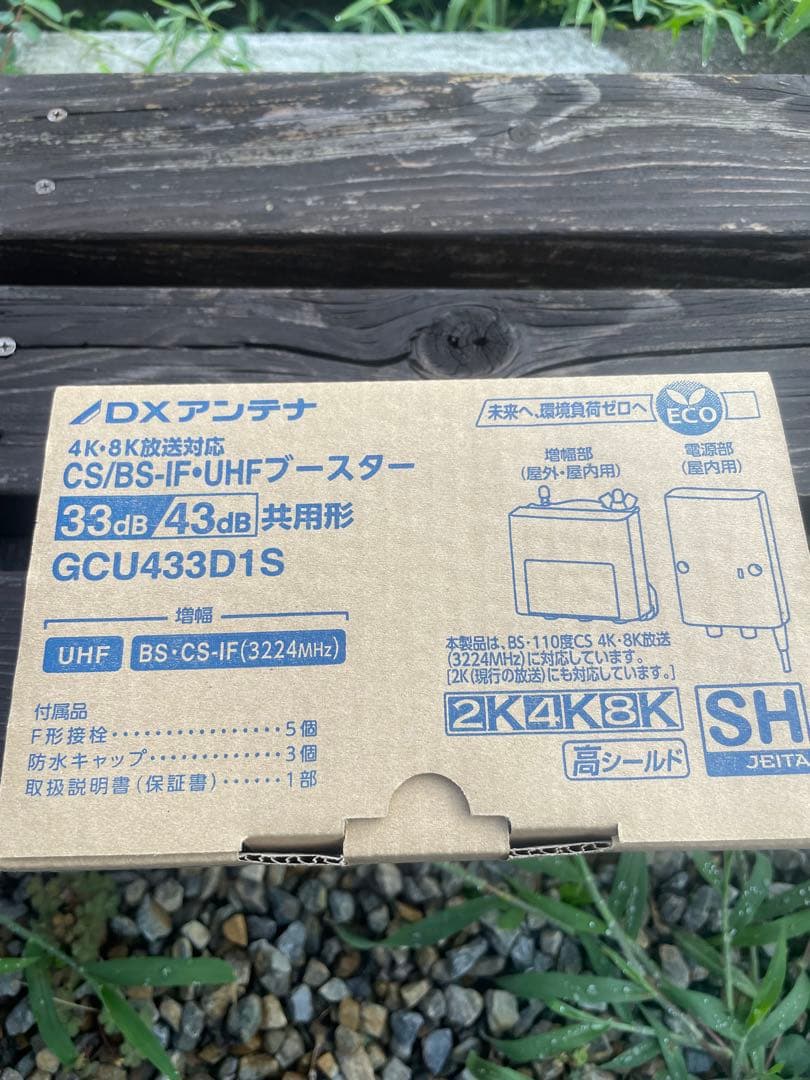 DXアンテナ
4K・8K放送対応
CS/BS-IF・UHFブースター
33dB/43dB共用形
GCU433D1S
増幅
UHF BS・CS-IF(3224MHz)
付属品
F形接栓・・・・・・・・・・・・・・・・・5個
防水キャップ・・・・・・・・・・・・・3個
取扱説明書(保証書)・・・・・・1部
未来へ、環境負荷ゼロへ ECO
増幅部
(屋外・屋内用)
電源部
(屋内用)
本製品は、BS・110度CS 4K・8K放送
(3224MHz)に対応しています。
[2K(現行の放送)にも対応しています。]
2K4K8K
高シールド
SH
JEITA